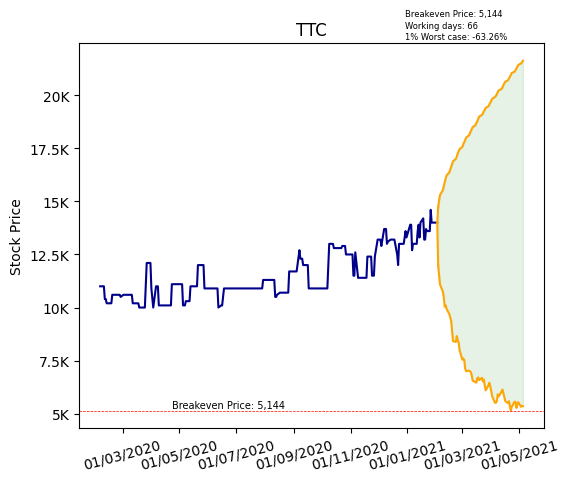 Breakeven Price: 5,144
Working days: 66
1% Worst case: -63.26%
TTC
Stock Price
20K
17.5K
15K
12.5K
10K
7.5K
5K
Breakeven Price: 5,144
01/03/2020
01/05/2020
01/07/2020
01/09/2020
01/11/2020
01/01/2021
01/03/2021
01/05/2021